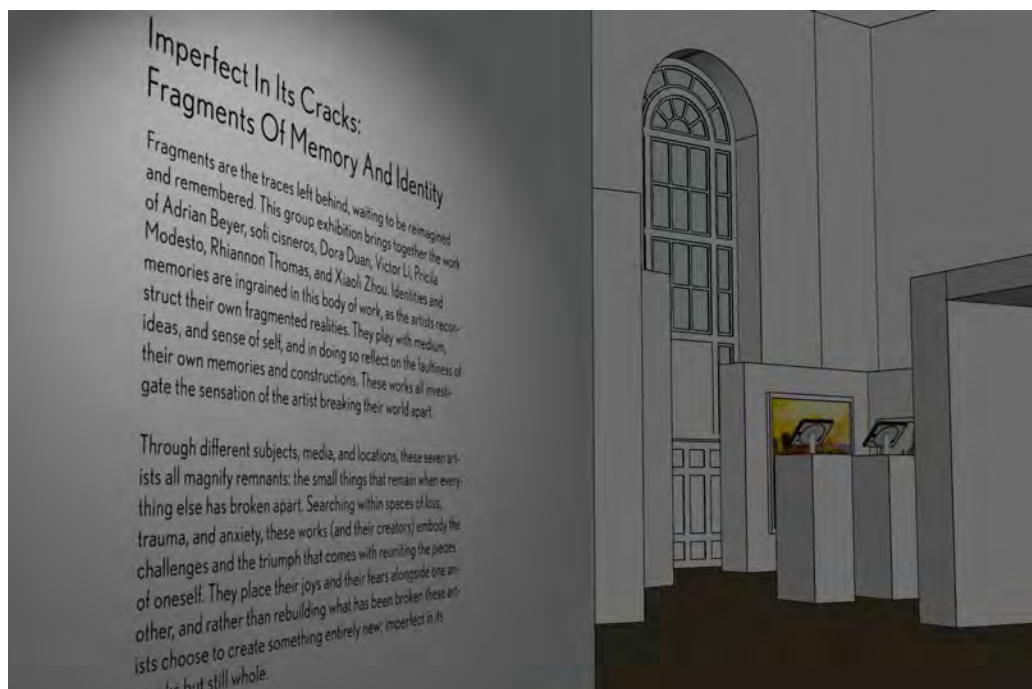 Imperfect In Its Cracks:
Fragments Of Memory And Identity
Fragments are the traces left behind, waiting to be reimagined
and remembered. This group exhibition brings together the work
of Adrian Beyer, sofi cisneros, Dora Duan, Victor Li, Pricila
Modesto, Rhiannon Thomas, and Xiaoli Zhou. Identities and
memories are ingrained in this body of work, as the artists recon-
struct their own fragmented realities. They play with medium,
ideas, and sense of self, and in doing so reflect on the faultiness of
their own memories and constructions. These works all investi-
gate the sensation of the artist breaking their world apart.
Through different subjects, media, and locations, these seven art-
ists all magnify remnants: the small things that remain when every-
thing else has broken apart. Searching within spaces of loss,
trauma, and anxiety, these works (and their creators) embody the
challenges and the triumph that comes with reuniting the pieces
of oneself. They place their joys and their fears alongside one an-
other, and rather than rebuilding what has been broken these art-
ists choose to create something entirely new; imperfect in its
but still whole.